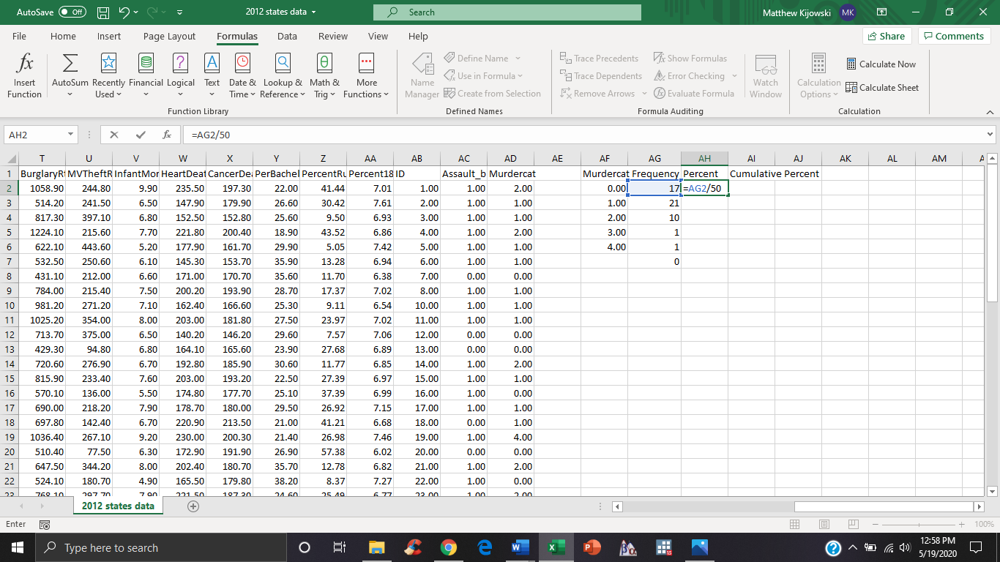 AutoSave Off 2012 states data Search Matthew Kijowski MK
File Home Insert Page Layout Formulas Data Review View Help Share Comments
fx Σ ? A θ
Insert Function AutoSum Recently Used Financial Logical Text Date & Time Lookup & Reference Math & Trig More Functions
Name Manager Define Name Use in Formula Create from Selection
Trace Precedents Trace Dependents Remove Arrows Show Formulas Error Checking Evaluate Formula Watch Window
Calculation Options Calculate Now Calculate Sheet
Function Library Defined Names Formula Auditing Calculation
AH2 fx =AG2/50
T U V W X Y Z AA AB AC AD AE AF AG AH AI AJ AK AL AM A
1 BurglaryRt MVTheftR InfantMor HeartDeat CancerDea PerBachel PercentRu Percent18 ID Assault_b Murdercat Murdercat Frequency Percent Cumulative Percent
2 1058.90 244.80 9.90 235.50 197.30 22.00 41.44 7.01 1.00 1.00 2.00 0.00 17 =AG2/50
3 514.20 241.50 6.50 147.90 179.90 26.60 30.42 7.61 2.00 1.00 1.00 1.00 21
4 817.30 397.10 6.80 152.50 152.80 25.60 9.50 6.93 3.00 1.00 1.00 2.00 10
5 1224.10 215.60 7.70 221.80 200.40 18.90 43.52 6.86 4.00 1.00 2.00 3.00 1
6 622.10 443.60 5.20 177.90 161.70 29.90 5.05 7.42 5.00 1.00 1.00 4.00 1
7 532.50 250.60 6.10 145.30 153.70 35.90 13.28 6.94 6.00 1.00 1.00 0
8 431.10 212.00 6.60 171.00 170.70 35.60 11.70 6.38 7.00 0.00 0.00
9 784.00 215.40 7.50 200.20 193.90 28.70 17.37 7.02 8.00 1.00 1.00
10 981.20 271.20 7.10 162.40 166.60 25.30 9.11 6.54 10.00 1.00 1.00
11 1025.20 354.00 8.00 203.00 181.80 27.50 23.97 7.02 11.00 1.00 1.00
12 713.70 375.00 6.50 140.20 146.20 29.60 7.57 7.06 12.00 0.00 0.00
13 429.30 94.80 6.80 164.10 165.60 23.90 27.68 6.89 13.00 0.00 0.00
14 720.60 276.90 6.70 192.80 185.90 30.60 11.77 6.85 14.00 1.00 2.00
15 815.90 233.40 7.60 203.00 193.20 22.50 27.39 6.97 15.00 1.00 1.00
16 570.10 136.00 5.50 174.80 177.70 25.10 37.39 6.99 16.00 1.00 0.00
17 690.00 218.20 7.90 178.70 180.00 29.50 26.92 7.15 17.00 1.00 1.00
18 697.80 142.40 6.70 220.90 213.50 21.00 41.21 6.68 18.00 0.00 1.00
19 1036.40 267.10 9.20 230.00 200.30 21.40 26.98 7.46 19.00 1.00 4.00
20 510.40 77.50 6.30 172.90 191.90 26.90 57.38 6.02 20.00 0.00 0.00
21 647.50 344.20 8.00 202.40 180.70 35.70 12.78 6.82 21.00 1.00 2.00
22 524.10 180.70 4.90 165.50 179.80 38.20 8.37 7.27 22.00 1.00 0.00
23 768.10 297.70 7.90 221.50 187.30 24.60 25.49 6.77 23.00 1.00 2.00
2012 states data
Enter 100%
Type here to search 12:58 PM
5/19/2020